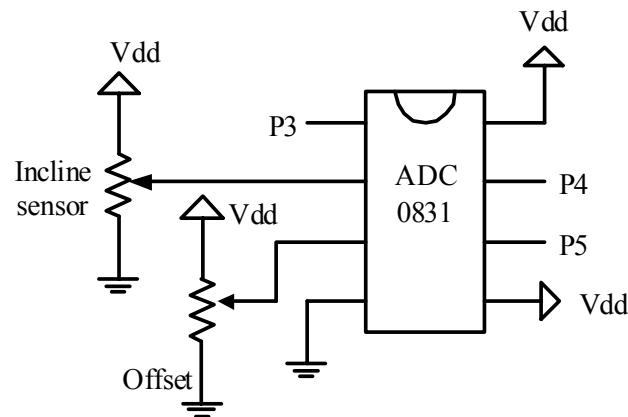 Vdd
Vdd
P3
Incline
sensor
ADC
0831
P4
Vdd
P5
Vdd
Offset